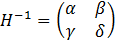 H⁻¹ = (α β
γ δ)